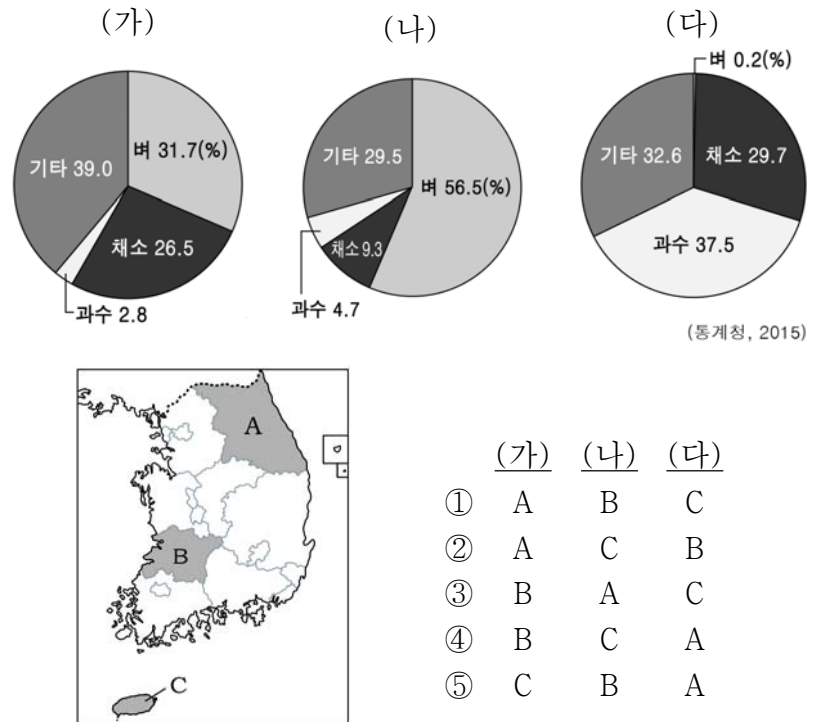 (가)
(나)
(다)
벼 31.7(%)
채소 26.5
과수 2.8
기타 39.0
벼 56.5(%)
채소 9.3
과수 4.7
기타 29.5
벼 0.2(%)
채소 29.7
과수 37.5
기타 32.6
(통계청, 2015)
A
B
C
(가) (나) (다)
① A B C
② A C B
③ B A C
④ B C A
⑤ C B A